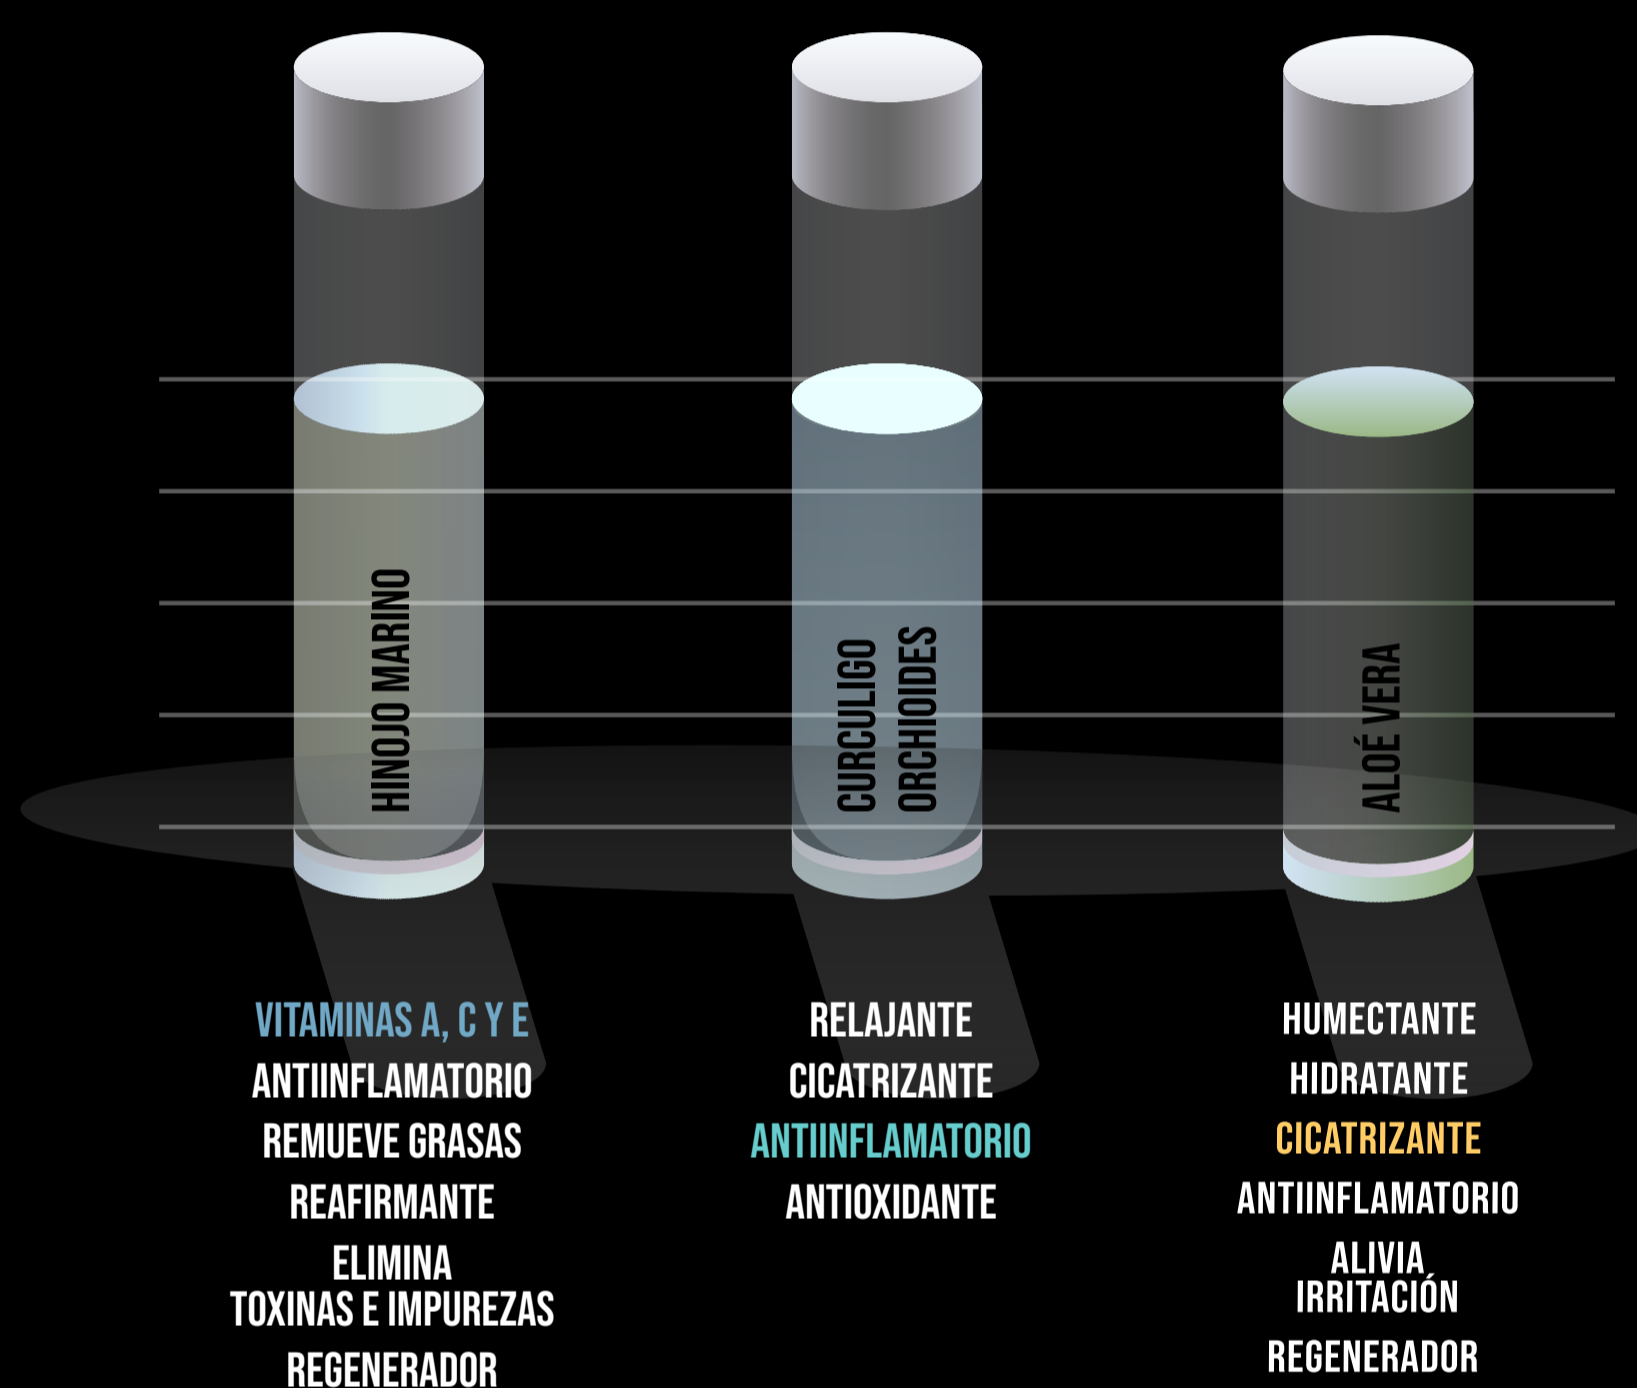 HINOJO MARINO
CURCULIGO
ORCHIOIDES
ALOÉ VERA
VITAMINAS A, C Y E
ANTIINFLAMATORIO
REMUEVE GRASAS
REAFIRMANTE
ELIMINA
TOXINAS E IMPUREZAS
REGENERADOR
RELAJANTE
CICATRIZANTE
ANTIINFLAMATORIO
ANTIOXIDANTE
HUMECTANTE
HIDRATANTE
CICATRIZANTE
ANTIINFLAMATORIO
ALIVIA
IRRITACIÓN
REGENERADOR